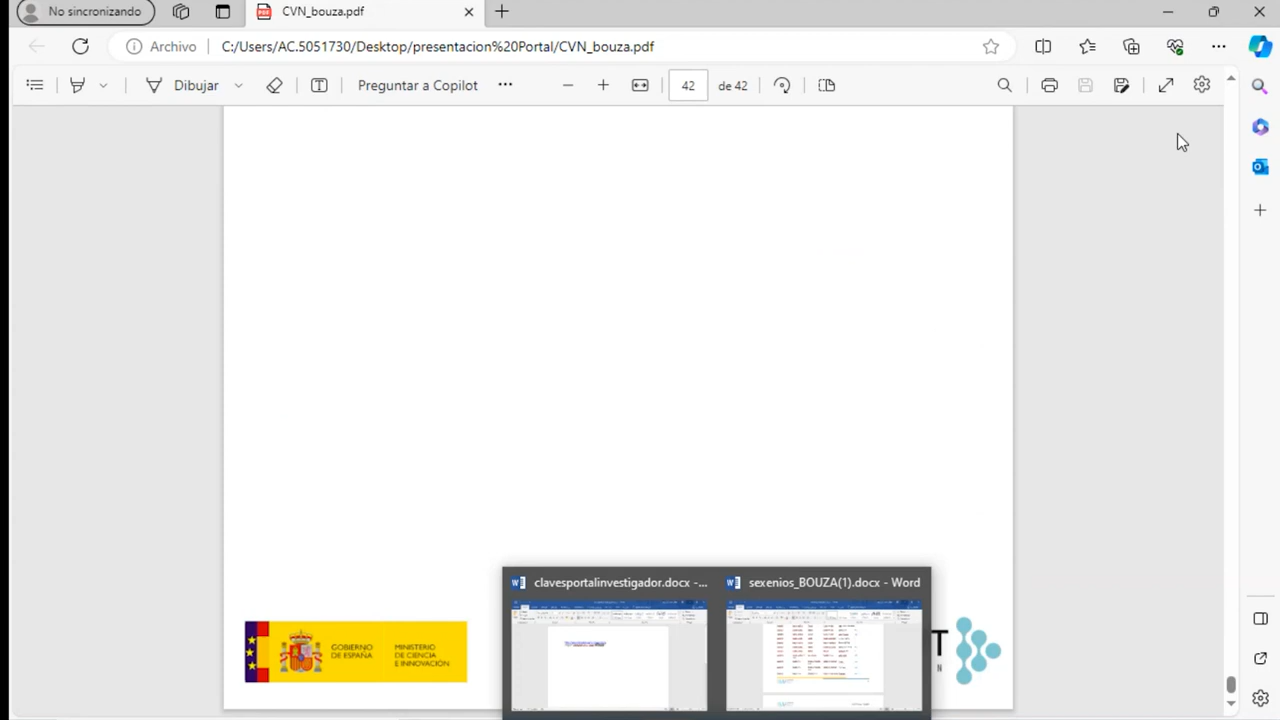 No sincronizando
CVN_bouza.pdf
Archivo
C:/Users/AC.5051730/Desktop/presentacion%20Portal/CVN_bouza.pdf
Dibujar
Preguntar a Copilot
42
de 42
clavesportalinvestigador.docx -...
sexenios_BOUZA(1).docx - Word
GOBIERNO
DE ESPAÑA
MINISTERIO
DE CIENCIA
E INNOVACIÓN
T
N